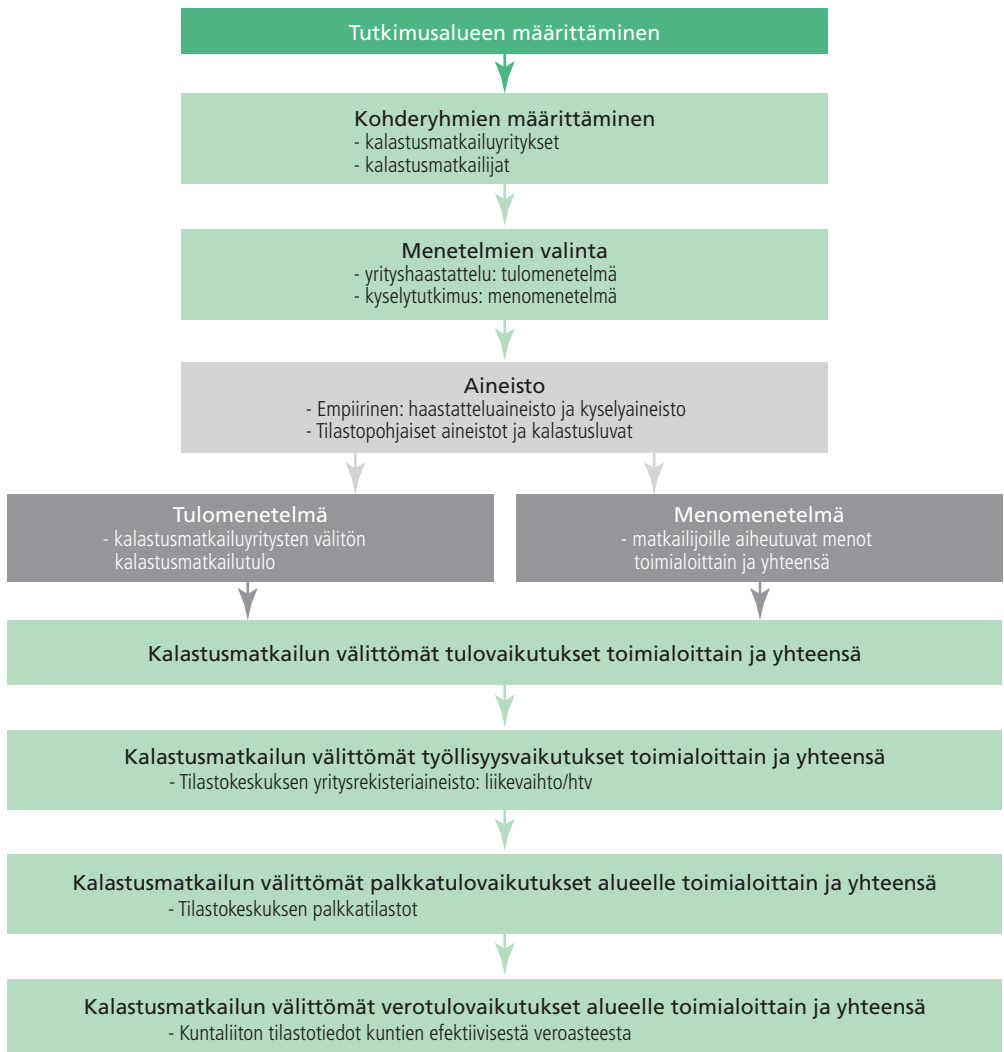 Tutkimusalueen määrittäminen
Kohderyhmien määrittäminen
- kalastusmatkailuyritykset
- kalastusmatkailijat
Menetelmien valinta
- yrityshaastattelu: tulomenetelmä
- kyselytutkimus: menomenetelmä
Aineisto
- Empiirinen: haastatteluaineisto ja kyselyaineisto
- Tilastopohjaiset aineistot ja kalastusluvat
Tulomenetelmä
- kalastusmatkailuyritysten välitön
kalastusmatkailutulo
Menomenetelmä
- matkailijoille aiheutuvat menot
toimialoittain ja yhteensä
Kalastusmatkailun välittömät tulovaikutukset toimialoittain ja yhteensä
Kalastusmatkailun välittömät työllisyysvaikutukset toimialoittain ja yhteensä
- Tilastokeskuksen yritysrekisteriaineisto: liikevaihto/htv
Kalastusmatkailun välittömät palkkatulovaikutukset alueelle toimialoittain ja yhteensä
- Tilastokeskuksen palkkatilastot
Kalastusmatkailun välittömät verotulovaikutukset alueelle toimialoittain ja yhteensä
- Kuntaliiton tilastotiedot kuntien efektiivisestä veroasteesta